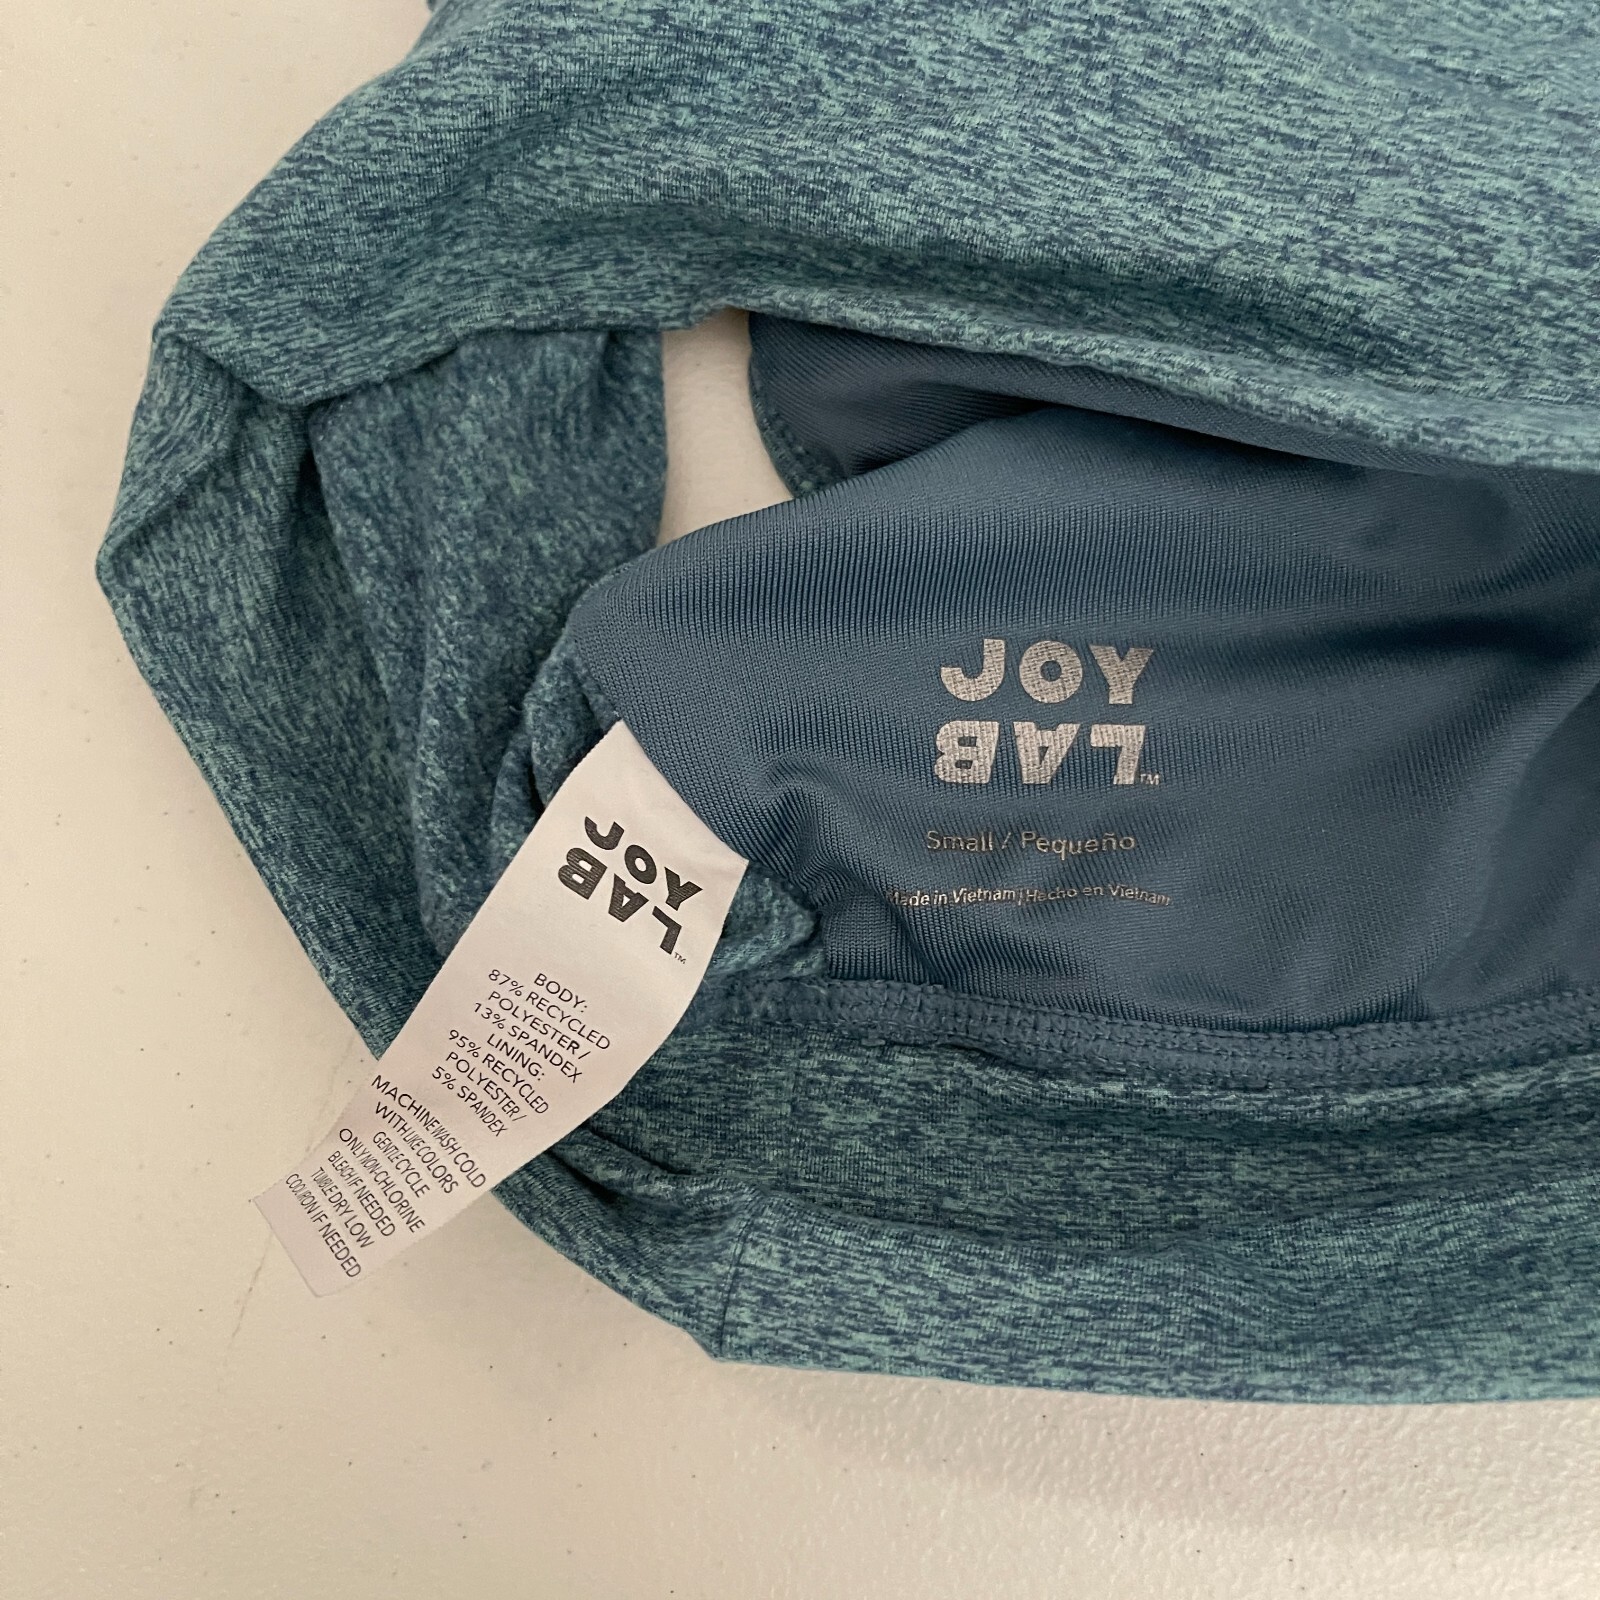 JOY
LAB™
Small / Pequeño
Made in Vietnam | Hecho en Vietnam
JOY
LAB™
BODY:
87% RECYCLED
POLYESTER /
13% SPANDEX
LINING:
95% RECYCLED
POLYESTER/
5% SPANDEX
MACHINE WASH COLD
WITH LIKE COLORS
GENTLE CYCLE
ONLY NON-CHLORINE
BLEACH IF NEEDED
TUMBLE DRY LOW
COOL IRON IF NEEDED